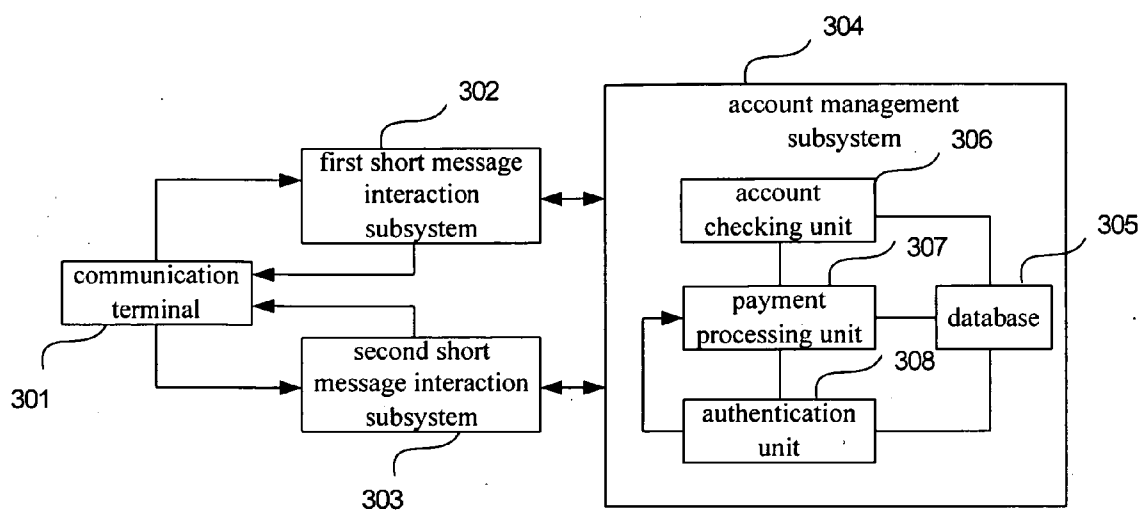 304
302
account management
subsystem
306
first short message
interaction
subsystem
account
checking unit
305
307
communication
terminal
payment
processing unit
database
301
second short
message interaction
subsystem
308
authentication
unit
303